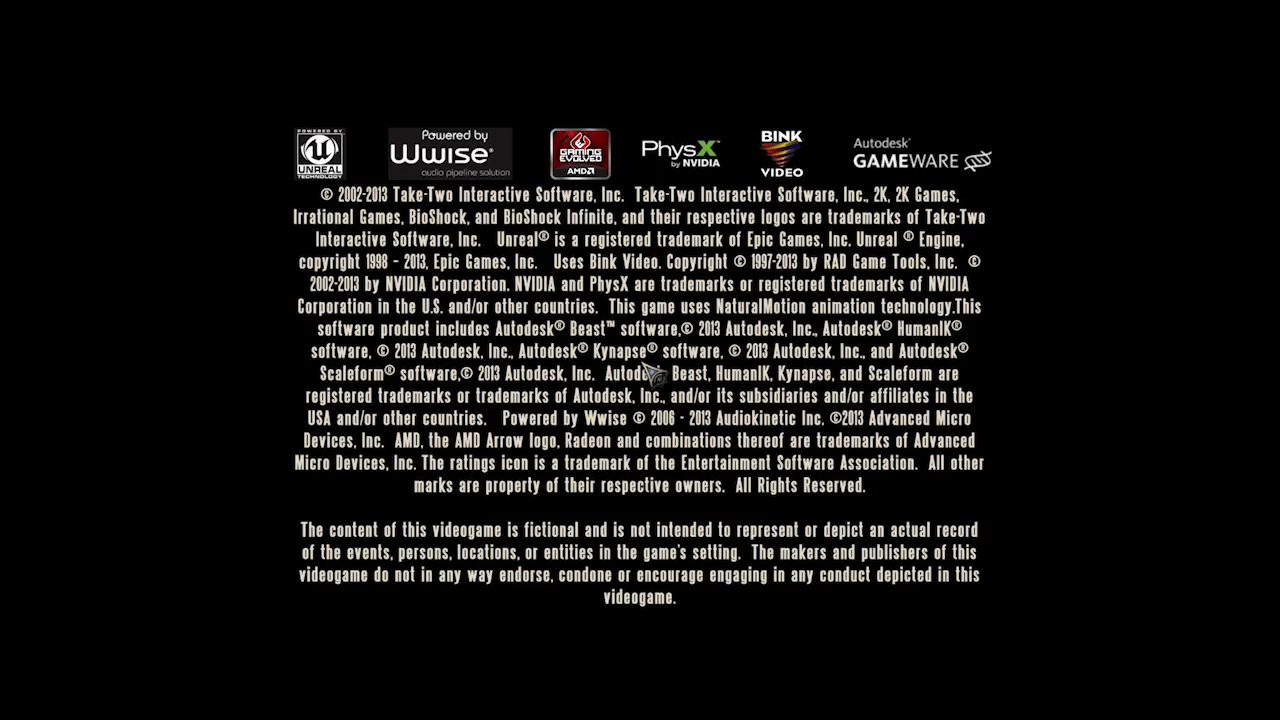 POWERED BY
UNREAL
TECHNOLOGY
Powered by
Wwise®
audio pipeline solution
GAMING
EVOLVED
AMD
PhysX
by NVIDIA
BINK
VIDEO
Autodesk®
GAMEWARE
© 2002-2013 Take-Two Interactive Software, Inc. Take-Two Interactive Software, Inc., 2K, 2K Games,
Irrational Games, BioShock, and BioShock Infinite, and their respective logos are trademarks of Take-Two
Interactive Software, Inc. Unreal® is a registered trademark of Epic Games, Inc. Unreal ® Engine,
copyright 1998 – 2013, Epic Games, Inc. Uses Bink Video. Copyright © 1997-2013 by RAD Game Tools, Inc. ©
2002-2013 by NVIDIA Corporation. NVIDIA and PhysX are trademarks or registered trademarks of NVIDIA
Corporation in the U.S. and/or other countries. This game uses NaturalMotion animation technology.This
software product includes Autodesk® Beast™ software,© 2013 Autodesk, Inc., Autodesk® HumanIK®
software, © 2013 Autodesk, Inc., Autodesk® Kynapse® software, © 2013 Autodesk, Inc., and Autodesk®
Scaleform® software,© 2013 Autodesk, Inc. Beast, HumanIK, Kynapse, and Scaleform are
registered trademarks or trademarks of Autodesk, Inc., and/or its subsidiaries and/or affiliates in the
USA and/or other countries. Powered by Wwise © 2006 - 2013 Audiokinetic Inc. ©2013 Advanced Micro
Devices, Inc. AMD, the AMD Arrow logo, Radeon and combinations thereof are trademarks of Advanced
Micro Devices, Inc. The ratings icon is a trademark of the Entertainment Software Association. All other
marks are property of their respective owners. All Rights Reserved.
The content of this videogame is fictional and is not intended to represent or depict an actual record
of the events, persons, locations, or entities in the game's setting. The makers and publishers of this
videogame do not in any way endorse, condone or encourage engaging in any conduct depicted in this
videogame.